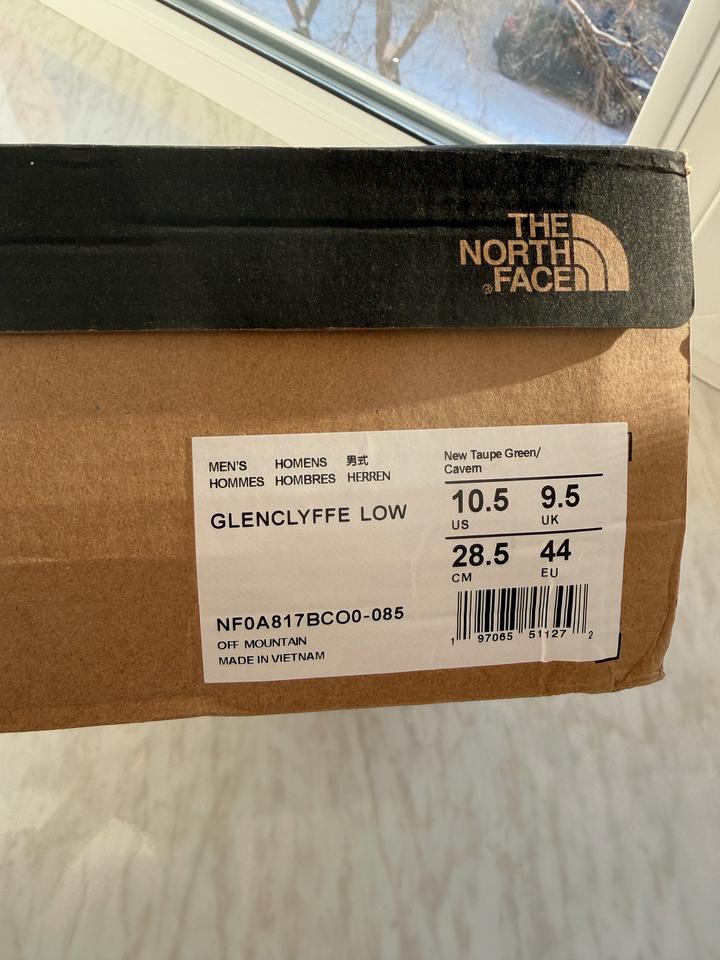 THE
NORTH
FACE
®
MEN'S HOMENS 男式
HOMMES HOMBRES HERREN
GLENCLYFFE LOW
NF0A817BCO0-085
OFF MOUNTAIN
MADE IN VIETNAM
New Taupe Green/
Cavern
10.5 9.5
US UK
28.5 44
CM EU
1 97065 51127 2